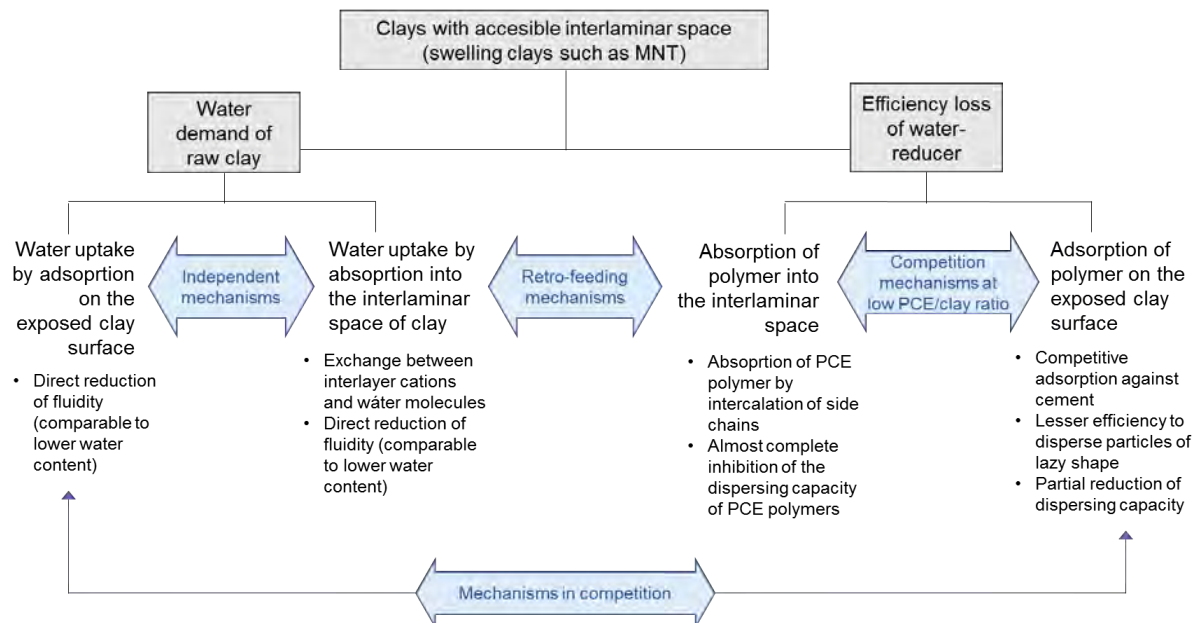 Clays with accesible interlaminar space
(swelling clays such as MNT)
Water
demand of
raw clay
Efficiency loss
of water-
reducer
Water uptake
by adsoprtion
on the
exposed clay
surface
Independent
mechanisms
Water uptake by
absoprtion into
the interlaminar
space of clay
Retro-feeding
mechanisms
Absorption of
polymer into
the interlaminar
space
Competition
mechanisms at
low PCE/clay ratio
Adsorption of
polymer on the
exposed clay
surface
• Direct reduction
of fluidity
(comparable to
lower water
content)
• Exchange between
interlayer cations
and wáter molecules
• Direct reduction of
fluidity (comparable
to lower water
content)
• Absoprtion of PCE
polymer by
intercalation of side
chains
• Almost complete
inhibition of the
dispersing capacity
of PCE polymers
• Competitive
adsorption against
cement
• Lesser efficiency to
disperse particles of
lazy shape
• Partial reduction of
dispersing capacity
Mechanisms in competition